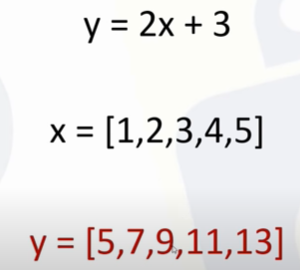 y = 2x + 3
x = [1,2,3,4,5]
y = [5,7,9,11,13]